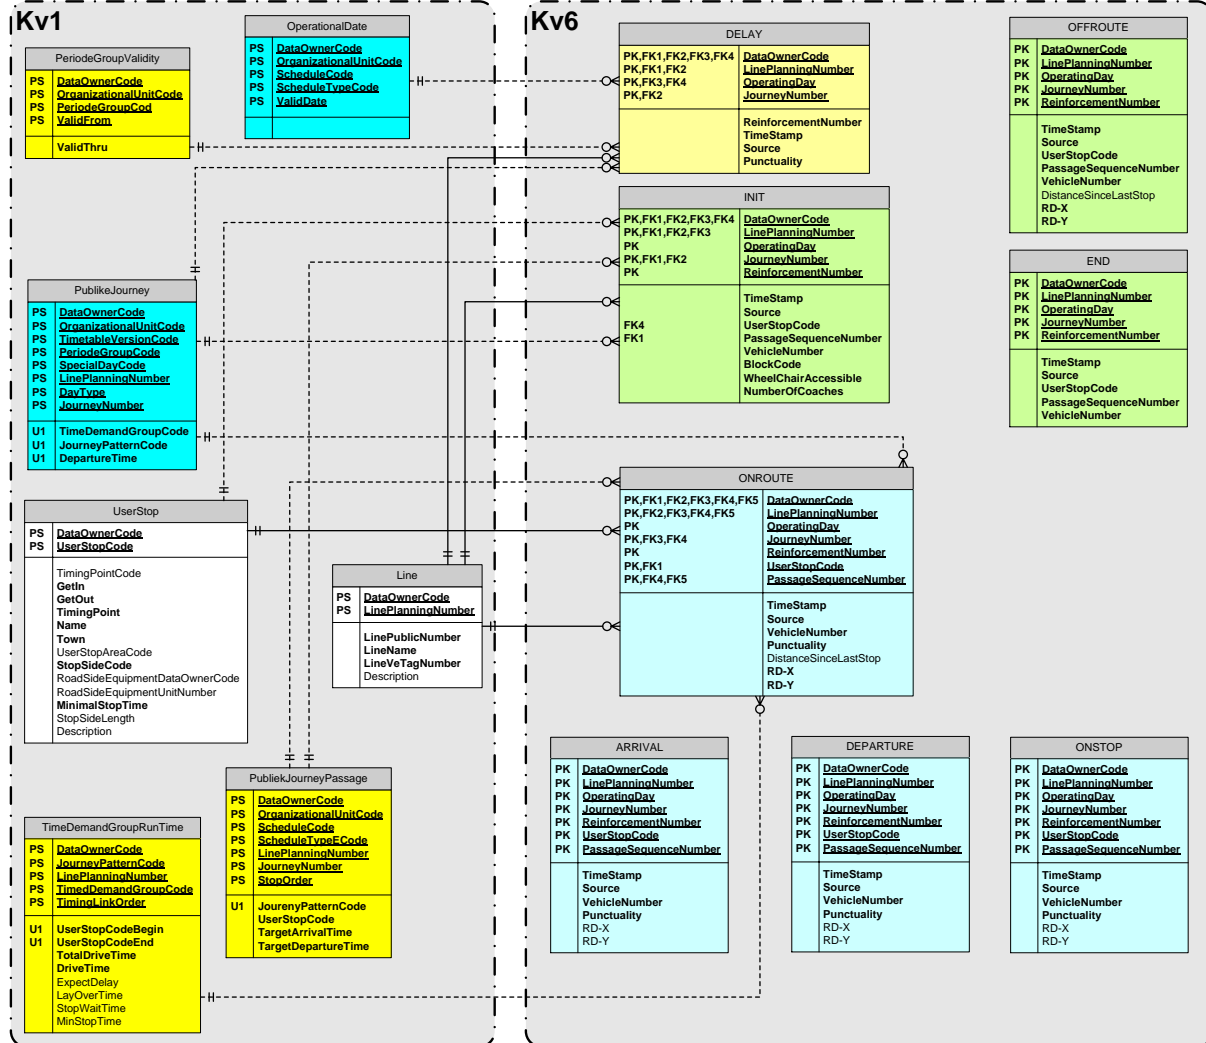 Kv1
OperationalDate
PS DataOwnerCode
PS OrganizationalUnitCode
PS ScheduleCode
PS ScheduleTypeCode
PS ValidDate
PeriodeGroupValidity
PS DataOwnerCode
PS OrganizationalUnitCode
PS PeriodeGroupCod
PS ValidFrom
ValidThru
PublikeJourney
PS DataOwnerCode
PS OrganizationalUnitCode
PS TimetableVersionCode
PS PeriodeGroupCode
PS SpecialDayCode
PS LinePlanningNumber
PS DayType
PS JourneyNumber
U1 TimeDemandGroupCode
U1 JourneyPatternCode
U1 DepartureTime
UserStop
PS DataOwnerCode
PS UserStopCode
TimingPointCode
GetIn
GetOut
TimingPoint
Name
Town
UserStopAreaCode
StopSideCode
RoadSideEquipmentDataOwnerCode
RoadSideEquipmentUnitNumber
MinimalStopTime
StopSideLength
Description
Line
PS DataOwnerCode
PS LinePlanningNumber
LinePublicNumber
LineName
LineVeTagNumber
Description
PubliekJourneyPassage
PS DataOwnerCode
PS OrganizationalUnitCode
PS ScheduleCode
PS ScheduleTypeECode
PS LinePlanningNumber
PS JourneyNumber
PS StopOrder
U1 JourenyPatternCode
UserStopCode
TargetArrivalTime
TargetDepartureTime
TimeDemandGroupRunTime
PS DataOwnerCode
PS JourneyPatternCode
PS LinePlanningNumber
PS TimedDemandGroupCode
PS TimingLinkOrder
U1 UserStopCodeBegin
U1 UserStopCodeEnd
TotalDriveTime
DriveTime
ExpectDelay
LayOverTime
StopWaitTime
MinStopTime
Kv6
DELAY
PK,FK1,FK2,FK3,FK4 DataOwnerCode
PK,FK1,FK2 LinePlanningNumber
PK,FK3,FK4 OperatingDay
PK,FK2 JourneyNumber
ReinforcementNumber
TimeStamp
Source
Punctuality
INIT
PK,FK1,FK2,FK3,FK4 DataOwnerCode
PK,FK1,FK2,FK3 LinePlanningNumber
PK OperatingDay
PK,FK1,FK2 JourneyNumber
PK ReinforcementNumber
TimeStamp
Source
FK4 UserStopCode
FK1 PassageSequenceNumber
VehicleNumber
BlockCode
WheelChairAccessible
NumberOfCoaches
OFFROUTE
PK DataOwnerCode
PK LinePlanningNumber
PK OperatingDay
PK JourneyNumber
PK ReinforcementNumber
TimeStamp
Source
UserStopCode
PassageSequenceNumber
VehicleNumber
DistanceSinceLastStop
RD-X
RD-Y
END
PK DataOwnerCode
PK LinePlanningNumber
PK OperatingDay
PK JourneyNumber
PK ReinforcementNumber
TimeStamp
Source
UserStopCode
PassageSequenceNumber
VehicleNumber
ONROUTE
PK,FK1,FK2,FK3,FK4,FK5 DataOwnerCode
PK,FK2,FK3,FK4,FK5 LinePlanningNumber
PK OperatingDay
PK,FK3,FK4 JourneyNumber
PK ReinforcementNumber
PK,FK1 UserStopCode
PK,FK4,FK5 PassageSequenceNumber
TimeStamp
Source
VehicleNumber
Punctuality
DistanceSinceLastStop
RD-X
RD-Y
ARRIVAL
PK DataOwnerCode
PK LinePlanningNumber
PK OperatingDay
PK JourneyNumber
PK ReinforcementNumber
PK UserStopCode
PK PassageSequenceNumber
TimeStamp
Source
VehicleNumber
Punctuality
RD-X
RD-Y
DEPARTURE
PK DataOwnerCode
PK LinePlanningNumber
PK OperatingDay
PK JourneyNumber
PK ReinforcementNumber
PK UserStopCode
PK PassageSequenceNumber
TimeStamp
Source
VehicleNumber
Punctuality
RD-X
RD-Y
ONSTOP
PK DataOwnerCode
PK LinePlanningNumber
PK OperatingDay
PK JourneyNumber
PK ReinforcementNumber
PK UserStopCode
PK PassageSequenceNumber
TimeStamp
Source
VehicleNumber
Punctuality
RD-X
RD-Y